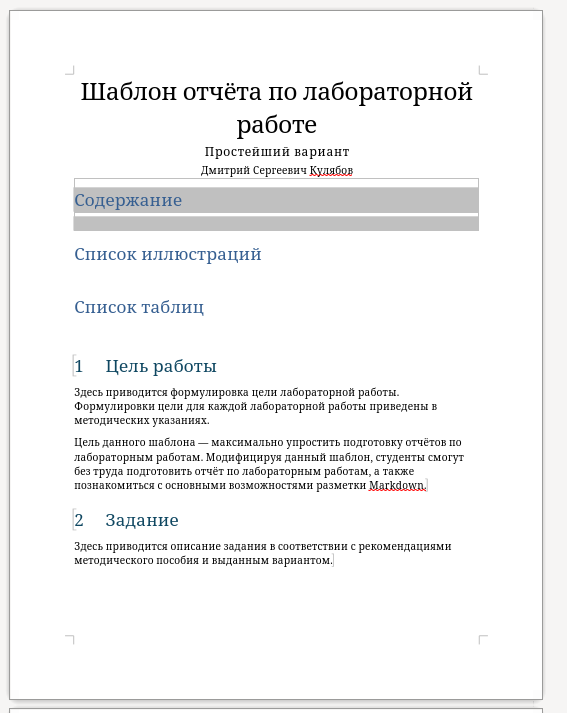 Шаблон отчёта по лабораторной
работе
Простейший вариант
Дмитрий Сергеевич Кулябов
Содержание
Список иллюстраций
Список таблиц
1 Цель работы
Здесь приводится формулировка цели лабораторной работы.
Формулировки цели для каждой лабораторной работы приведены в
методических указаниях.
Цель данного шаблона — максимально упростить подготовку отчётов по
лабораторным работам. Модифицируя данный шаблон, студенты смогут
без труда подготовить отчёт по лабораторным работам, а также
познакомиться с основными возможностями разметки Markdown.
2 Задание
Здесь приводится описание задания в соответствии с рекомендациями
методического пособия и выданным вариантом.